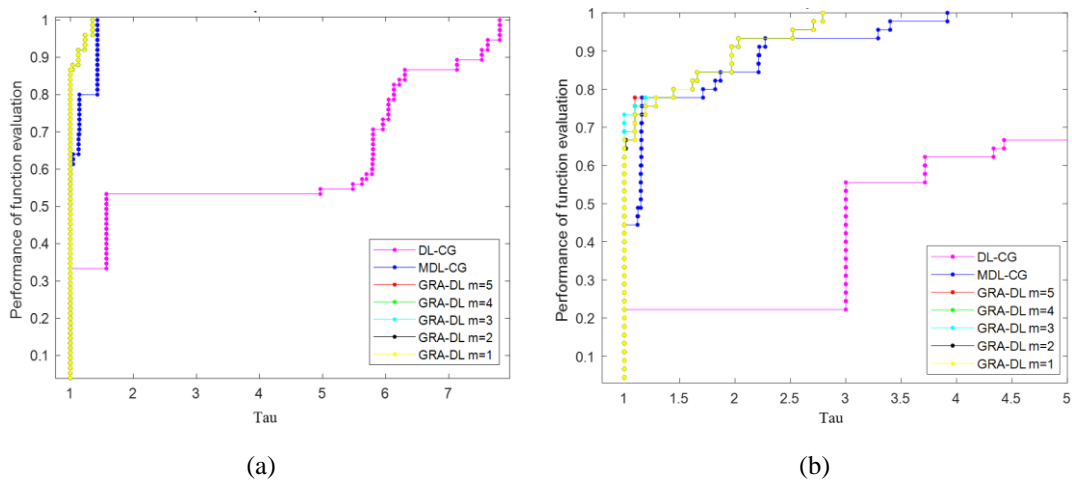 Performance of function evaluation
1
0.9
0.8
0.7
0.6
0.5
0.4
0.3
0.2
0.1
DL-CG
MDL-CG
GRA-DL m=5
GRA-DL m=4
GRA-DL m=3
GRA-DL m=2
GRA-DL m=1
1 2 3 4 5 6 7
Tau
(a)
Performance of function evaluation
1
0.9
0.8
0.7
0.6
0.5
0.4
0.3
0.2
0.1
DL-CG
MDL-CG
GRA-DL m=5
GRA-DL m=4
GRA-DL m=3
GRA-DL m=2
GRA-DL m=1
1 1.5 2 2.5 3 3.5 4 4.5 5
Tau
(b)